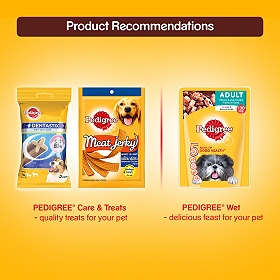 Product Recommendations
Pedigree
DENTASTIX
Pedigree
Meat Jerky
ADULT
Pedigree
PEDIGREE® Care & Treats
- quality treats for your pet
PEDIGREE® Wet
- delicious feast for your pet